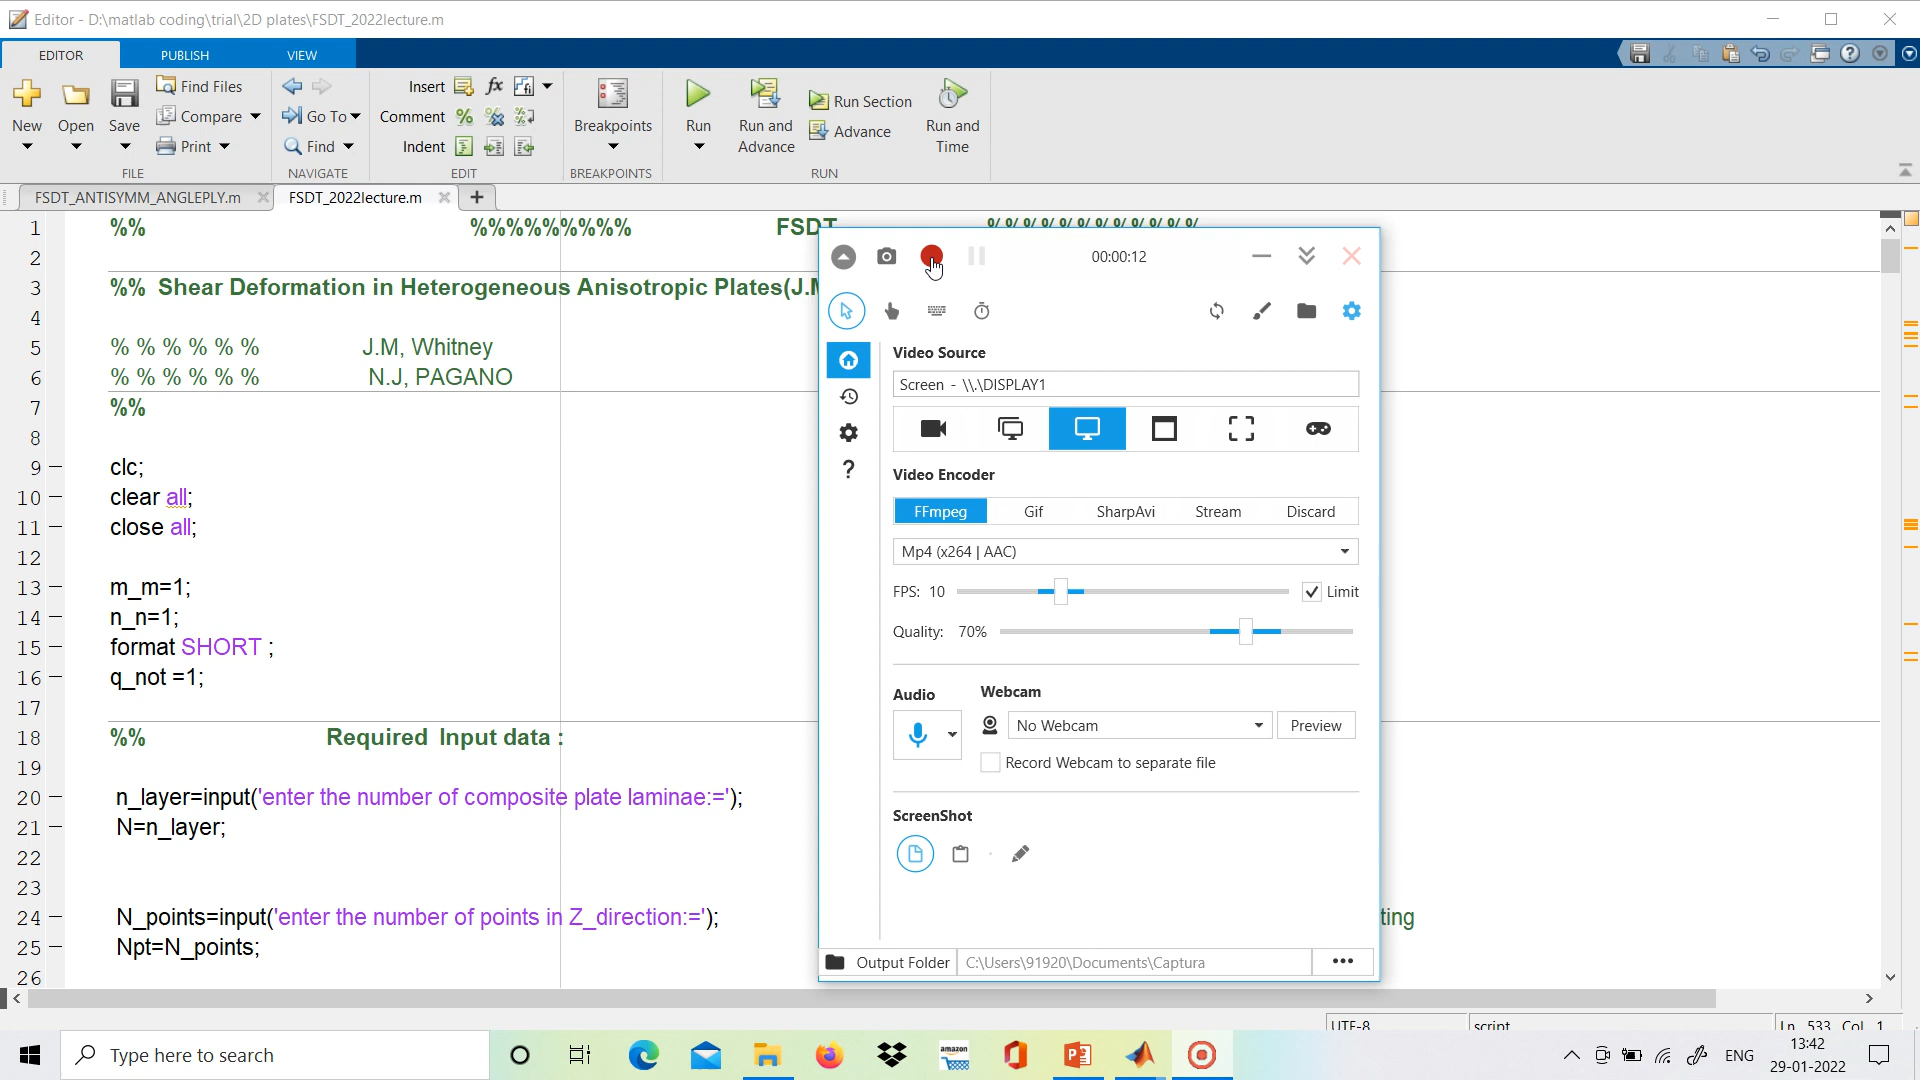 Editor - D:\matlab coding\trial\2D plates\FSDT_2022lecture.m
EDITOR PUBLISH VIEW
New Open Save Find Files Compare Print
Go To Find
Insert Comment Indent
Breakpoints
Run Run and Advance Run Section Advance Run and Time
FILE NAVIGATE EDIT BREAKPOINTS RUN
FSDT_ANTISYMM_ANGLEPLY.m FSDT_2022lecture.m
1 %% %%%%%%%%% FSDT
2
3 %% Shear Deformation in Heterogeneous Anisotropic Plates(J.M
4
5 % % % % % % J.M, Whitney
6 % % % % % % N.J, PAGANO
7 %%
8
9 clc;
10 clear all;
11 close all;
12
13 m_m=1;
14 n_n=1;
15 format SHORT ;
16 q_not =1;
17
18 %% Required Input data :
19
20 n_layer=input('enter the number of composite plate laminae:=');
21 N=n_layer;
22
23
24 N_points=input('enter the number of points in Z_direction:='); ting
25 Npt=N_points;
26
00:00:12
Video Source
Screen - \\.\DISPLAY1
Video Encoder
FFmpeg Gif SharpAvi Stream Discard
Mp4 (x264 | AAC)
FPS: 10 Limit
Quality: 70%
Audio Webcam
No Webcam Preview
Record Webcam to separate file
ScreenShot
Output Folder C:\Users\91920\Documents\Captura
UTF-8 script Ln 533 Col 1
Type here to search
amazon
ENG
13:42
29-01-2022